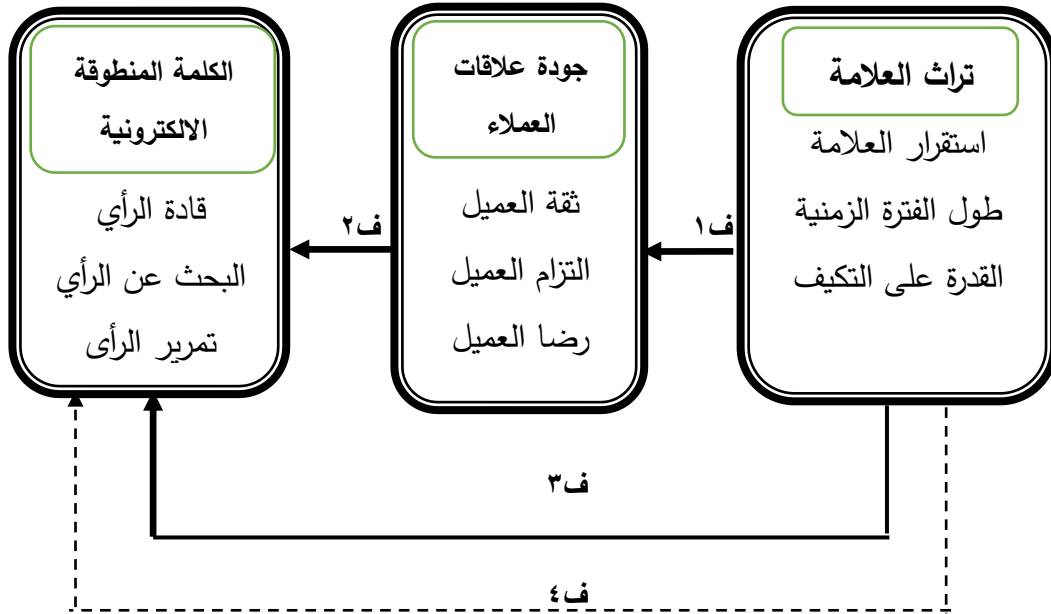 تراث العلامة
استقرار العلامة
طول الفترة الزمنية
القدرة على التكيف
ف١
جودة علاقات
العملاء
ثقة العميل
التزام العميل
رضا العميل
ف٢
الكلمة المنطوقة
الالكترونية
قادة الرأي
البحث عن الرأي
تمرير الرأى
ف٣
ف٤